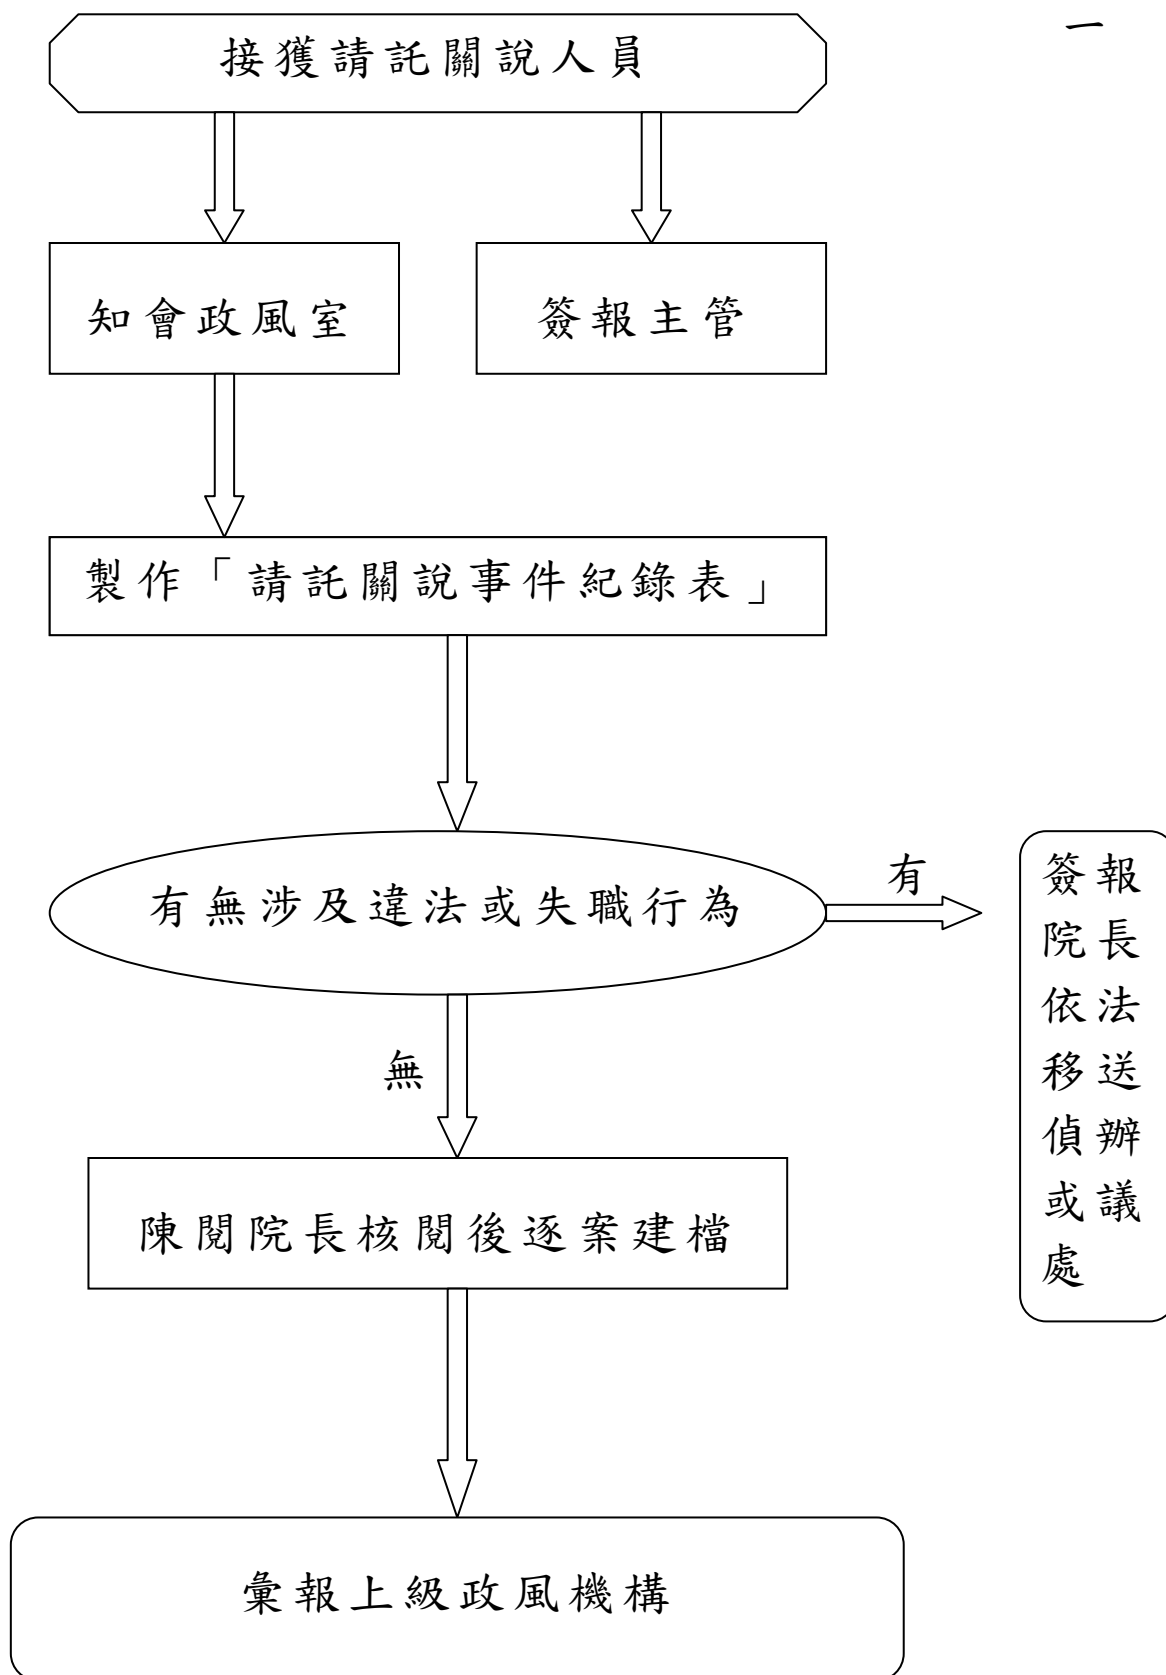 一
接獲請託關說人員
知會政風室
簽報主管
製作「請託關說事件紀錄表」
有無涉及違法或失職行為
有
簽報
院長
依法
移送
偵辦
或議
處
無
陳閱院長核閱後逐案建檔
彙報上級政風機構